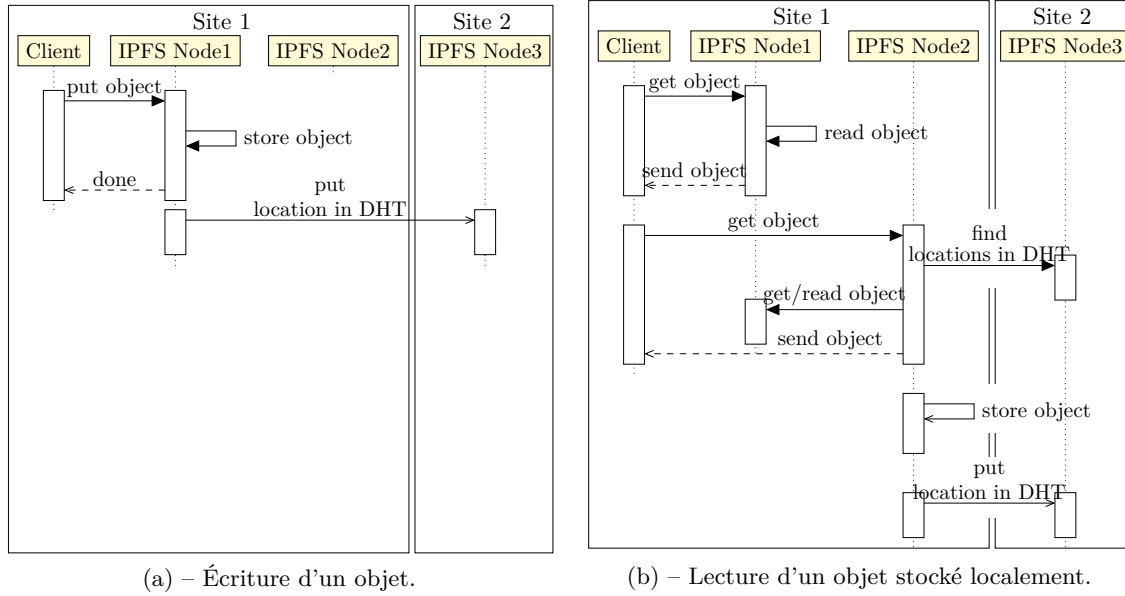 Site 1
Site 2
Client
IPFS Node1
IPFS Node2
IPFS Node3
put object
store object
done
put
location in DHT
(a) – Écriture d'un objet.
Site 1
Site 2
Client
IPFS Node1
IPFS Node2
IPFS Node3
get object
read object
send object
get object
find
locations in DHT
get/read object
send object
store object
put
location in DHT
(b) – Lecture d'un objet stocké localement.